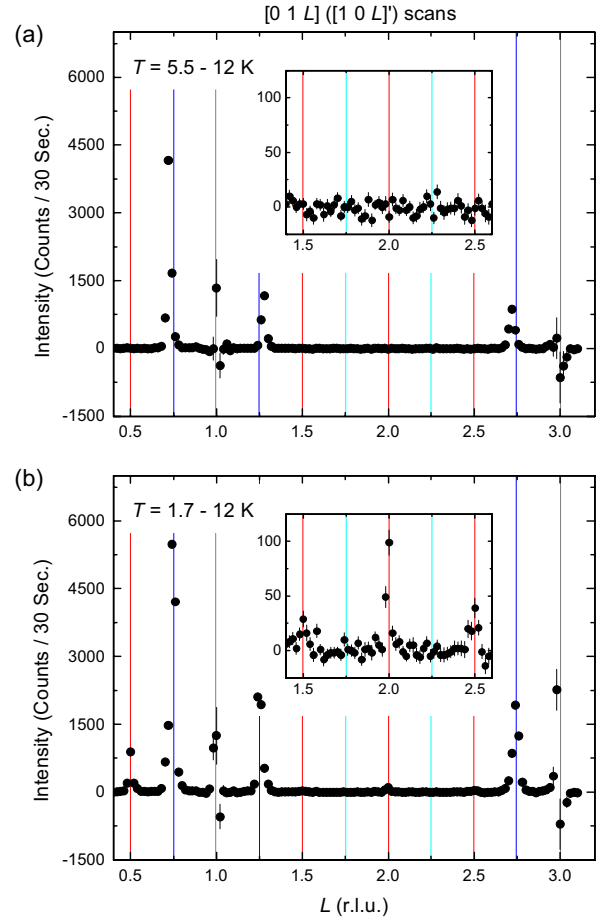 [0 1 L] ([1 0 L]') scans
(a)
T = 5.5 - 12 K
6000
4500
3000
1500
0
-1500
Intensity (Counts / 30 Sec.)
100
50
0
1.5 2.0 2.5
0.5 1.0 1.5 2.0 2.5 3.0
(b)
T = 1.7 - 12 K
6000
4500
3000
1500
0
-1500
Intensity (Counts / 30 Sec.)
100
50
0
1.5 2.0 2.5
0.5 1.0 1.5 2.0 2.5 3.0
L (r.l.u.)